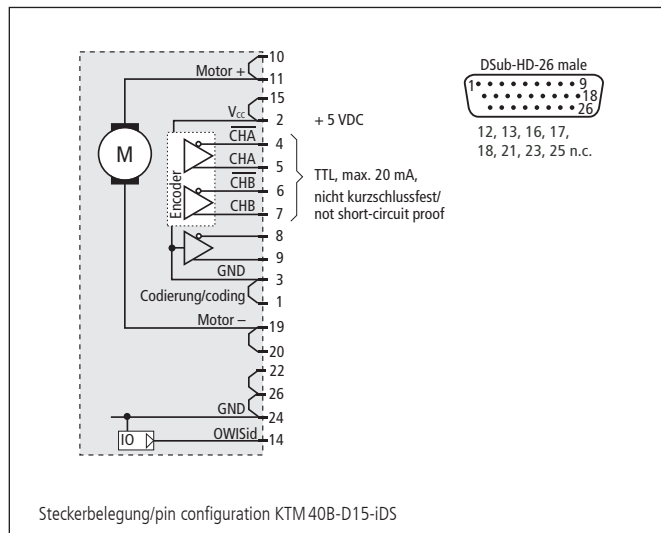 10
Motor +
11
15
V_CC
2
+ 5 VDC
C̅H̅A̅
4
CHA
5
C̅H̅B̅
6
CHB
7
TTL, max. 20 mA,
nicht kurzschlussfest/
not short-circuit proof
M
Encoder
8
9
GND
3
Codierung/coding
1
Motor –
19
20
22
26
GND
24
IO
OWISid
14
DSub-HD-26 male
1
9
18
26
12, 13, 16, 17,
18, 21, 23, 25 n.c.
Steckerbelegung/pin configuration KTM 40B-D15-iDS